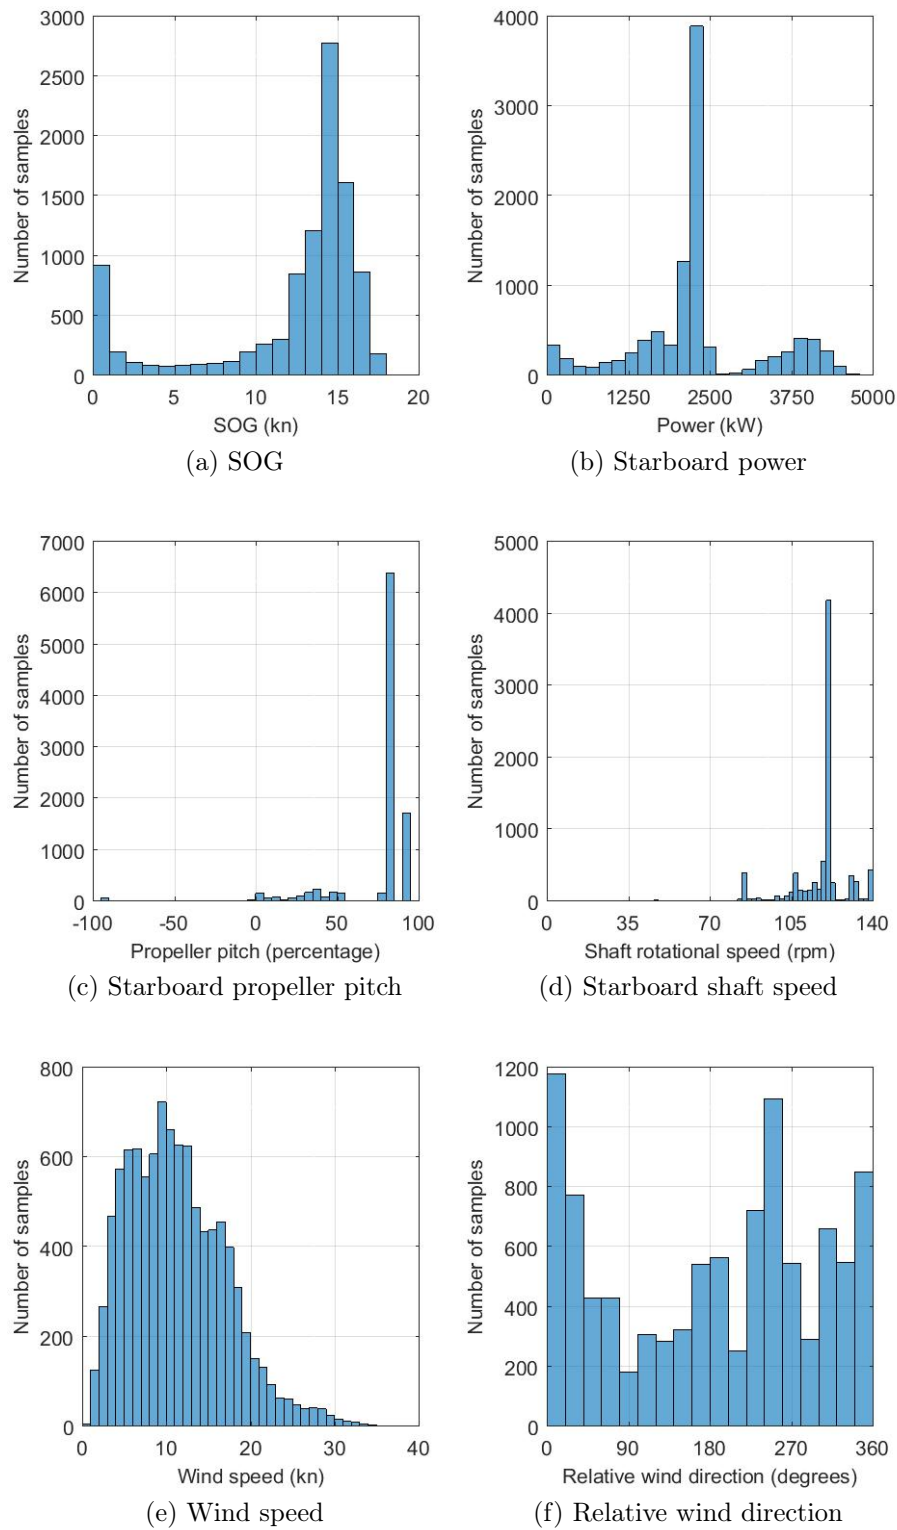 3000
2500
2000
1500
1000
500
0
Number of samples
0 5 10 15 20
SOG (kn)
(a) SOG
4000
3000
2000
1000
0
Number of samples
0 1250 2500 3750 5000
Power (kW)
(b) Starboard power
7000
6000
5000
4000
3000
2000
1000
0
Number of samples
-100 -50 0 50 100
Propeller pitch (percentage)
(c) Starboard propeller pitch
5000
4000
3000
2000
1000
0
Number of samples
0 35 70 105 140
Shaft rotational speed (rpm)
(d) Starboard shaft speed
800
600
400
200
0
Number of samples
0 10 20 30 40
Wind speed (kn)
(e) Wind speed
1200
1000
800
600
400
200
0
Number of samples
0 90 180 270 360
Relative wind direction (degrees)
(f) Relative wind direction